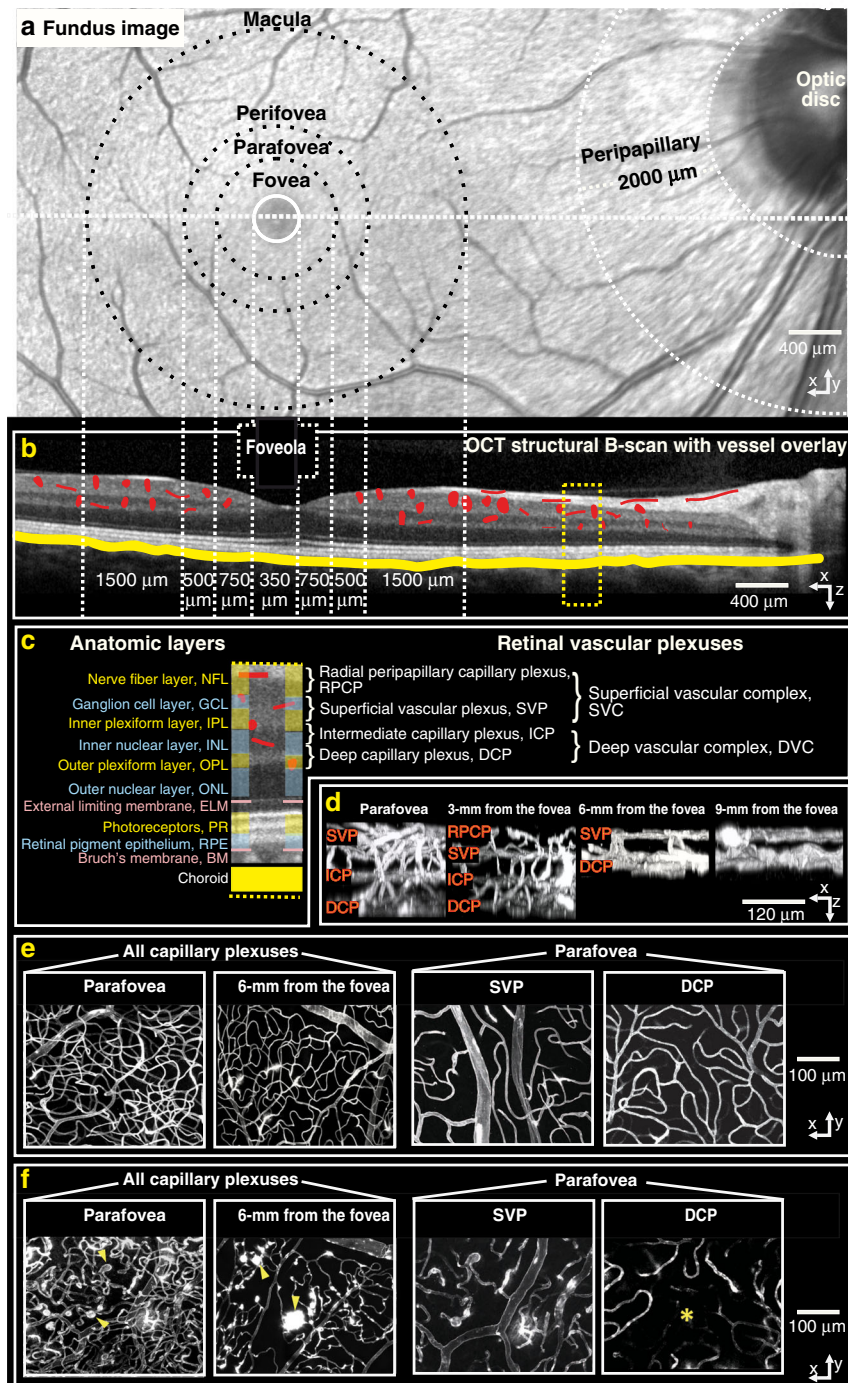 a Fundus image
Macula
Perifovea
Parafovea
Fovea
Optic
disc
Peripapillary
2000 μm
400 μm
x
y
b
Foveola
OCT structural B-scan with vessel overlay
1500 μm
500
μm
750
μm
350
μm
750
μm
500
μm
1500 μm
400 μm
x
z
c
Anatomic layers
Retinal vascular plexuses
Nerve fiber layer, NFL
Ganglion cell layer, GCL
Inner plexiform layer, IPL
Inner nuclear layer, INL
Outer plexiform layer, OPL
Outer nuclear layer, ONL
External limiting membrane, ELM
Photoreceptors, PR
Retinal pigment epithelium, RPE
Bruch's membrane, BM
Choroid
Radial peripapillary capillary plexus,
RPCP
Superficial vascular plexus, SVP
Intermediate capillary plexus, ICP
Deep capillary plexus, DCP
Superficial vascular complex,
SVC
Deep vascular complex, DVC
d
Parafovea
3-mm from the fovea
6-mm from the fovea
9-mm from the fovea
SVP
ICP
DCP
RPCP
SVP
ICP
DCP
SVP
DCP
120 μm
x
z
e
All capillary plexuses
Parafovea
Parafovea
6-mm from the fovea
SVP
DCP
100 μm
x
y
f
All capillary plexuses
Parafovea
Parafovea
6-mm from the fovea
SVP
DCP
*
100 μm
x
y